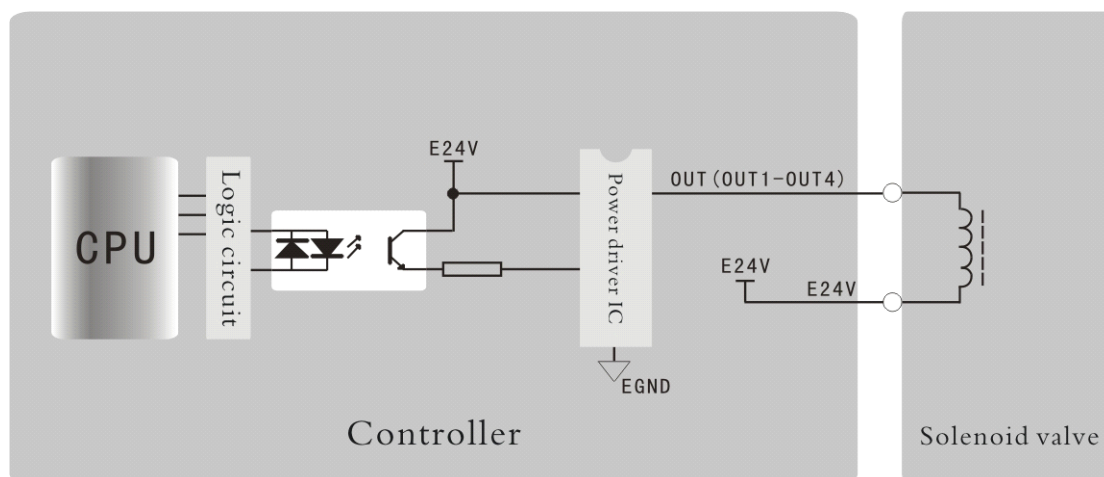 E24V
CPU
Logic circuit
Power driver IC
OUT(OUT1-OUT4)
E24V
E24V
EGND
Controller
Solenoid valve